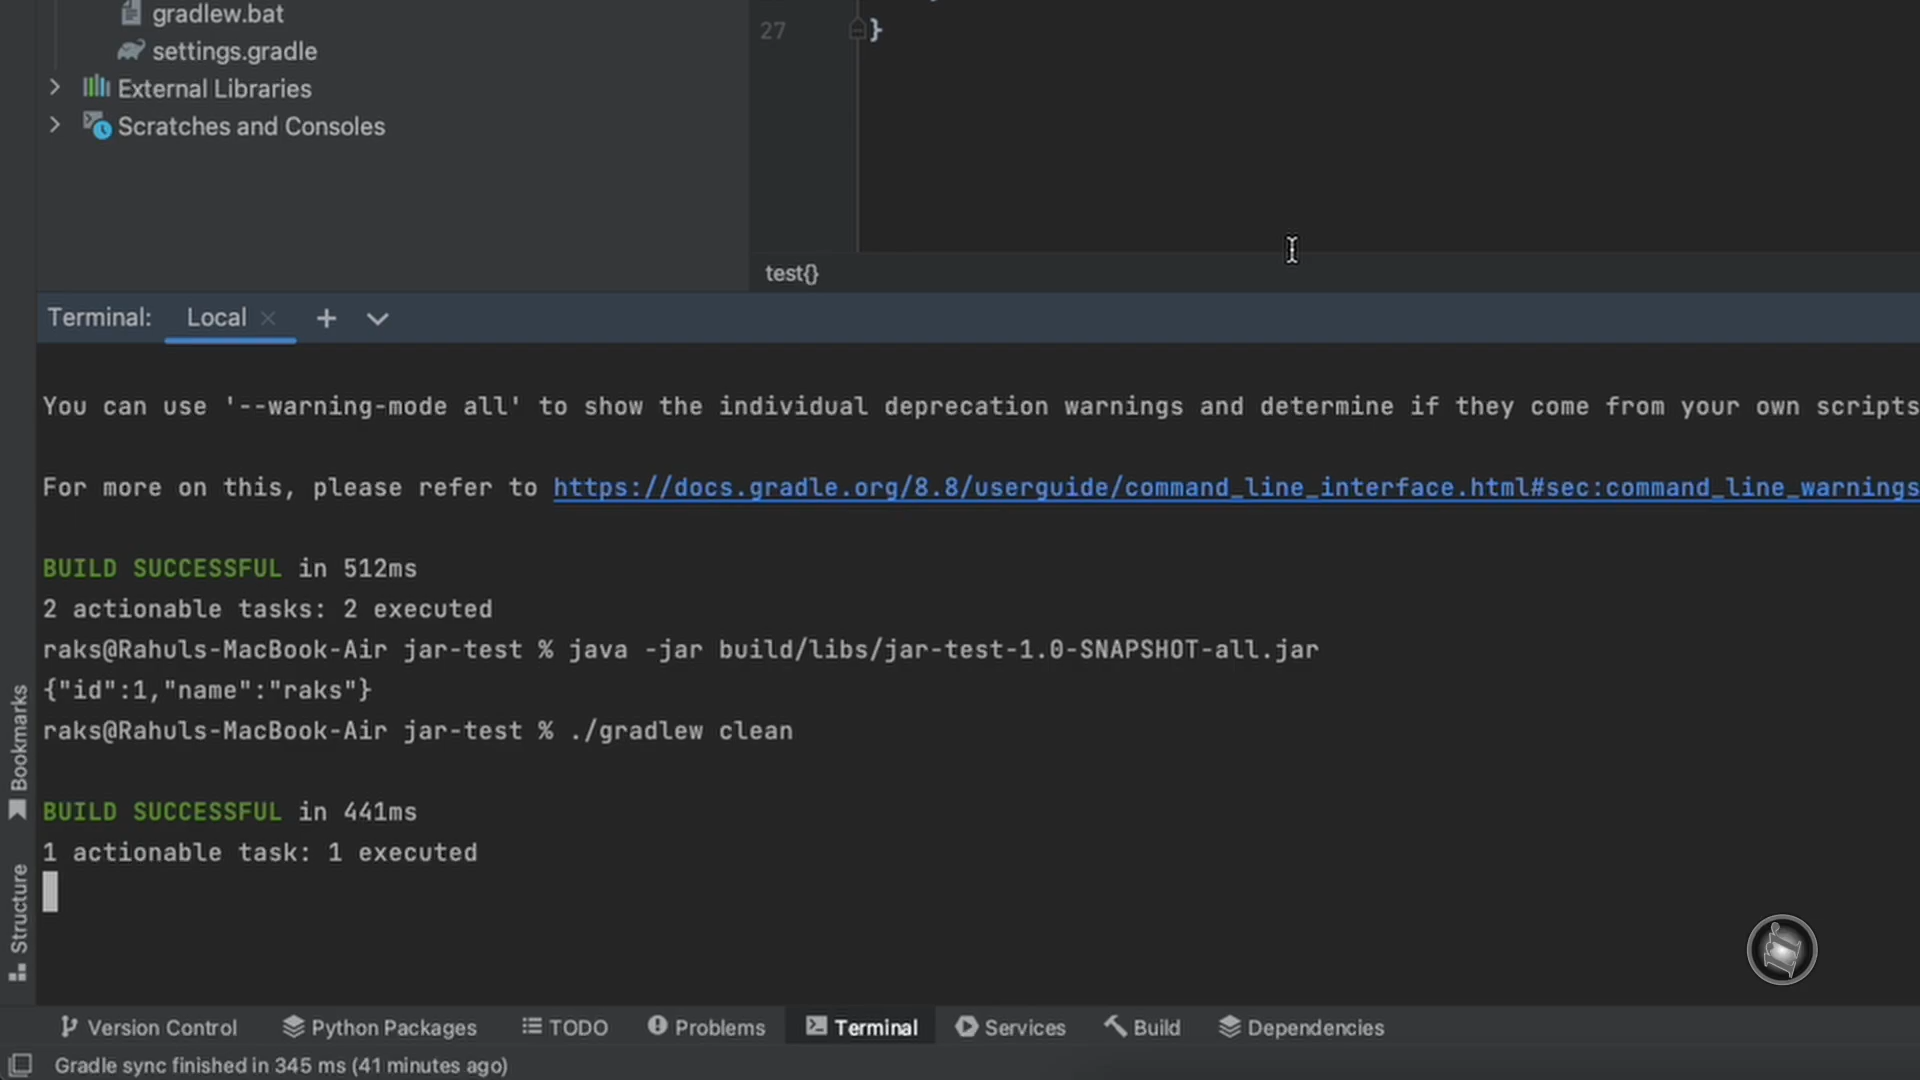 gradlew.bat
settings.gradle
External Libraries
Scratches and Consoles
27
}
test{}
Terminal:
Local
You can use '--warning-mode all' to show the individual deprecation warnings and determine if they come from your own scripts
For more on this, please refer to https://docs.gradle.org/8.8/userguide/command_line_interface.html#sec:command_line_warnings
BUILD SUCCESSFUL in 512ms
2 actionable tasks: 2 executed
raks@Rahuls-MacBook-Air jar-test % java -jar build/libs/jar-test-1.0-SNAPSHOT-all.jar
{"id":1,"name":"raks"}
raks@Rahuls-MacBook-Air jar-test % ./gradlew clean
BUILD SUCCESSFUL in 441ms
1 actionable task: 1 executed
Bookmarks
Structure
Version Control
Python Packages
TODO
Problems
Terminal
Services
Build
Dependencies
Gradle sync finished in 345 ms (41 minutes ago)